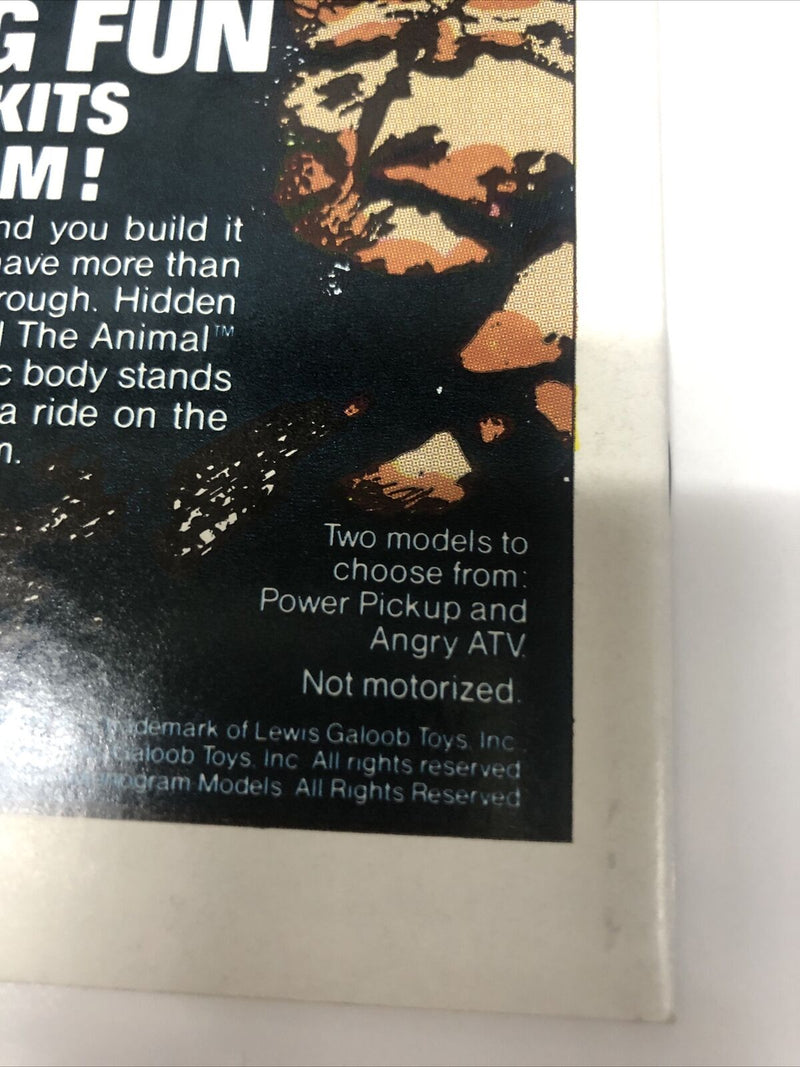 G FUN
KITS
M!
nd you build it
ave more than
rough. Hidden
The Animal™
c body stands
a ride on the
n.
Two models to
choose from:
Power Pickup and
Angry ATV.
Not motorized.
demark of Lewis Galoob Toys, Inc.
Galoob Toys, Inc. All rights reserved
nogram Models All Rights Reserved